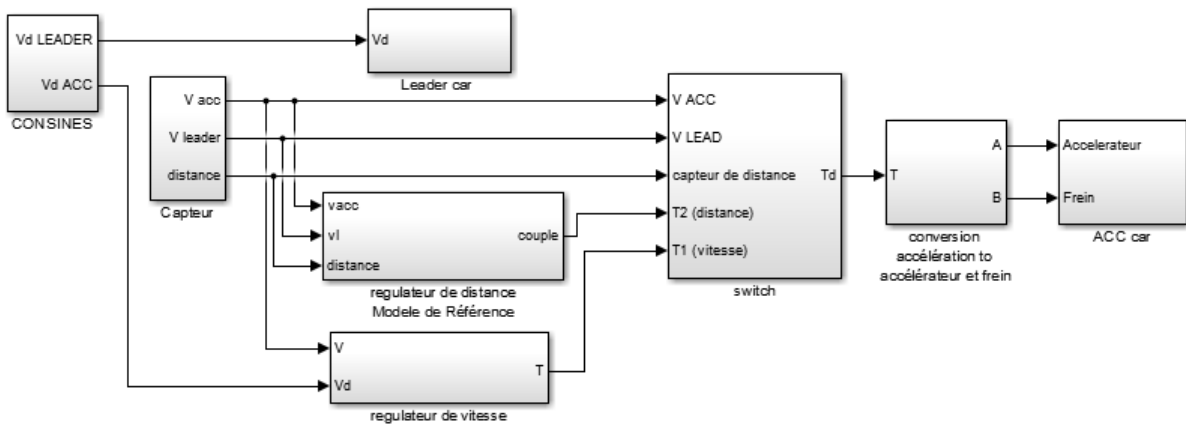 Vd LEADER
Vd ACC
CONSINES
Vd
Leader car
V acc
V leader
distance
Capteur
vacc
vl
distance
couple
regulateur de distance
Modele de Référence
V
Vd
T
regulateur de vitesse
V ACC
V LEAD
capteur de distance
T2 (distance)
T1 (vitesse)
Td
switch
T
A
B
conversion
accélération to
accélérateur et frein
Accelerateur
Frein
ACC car